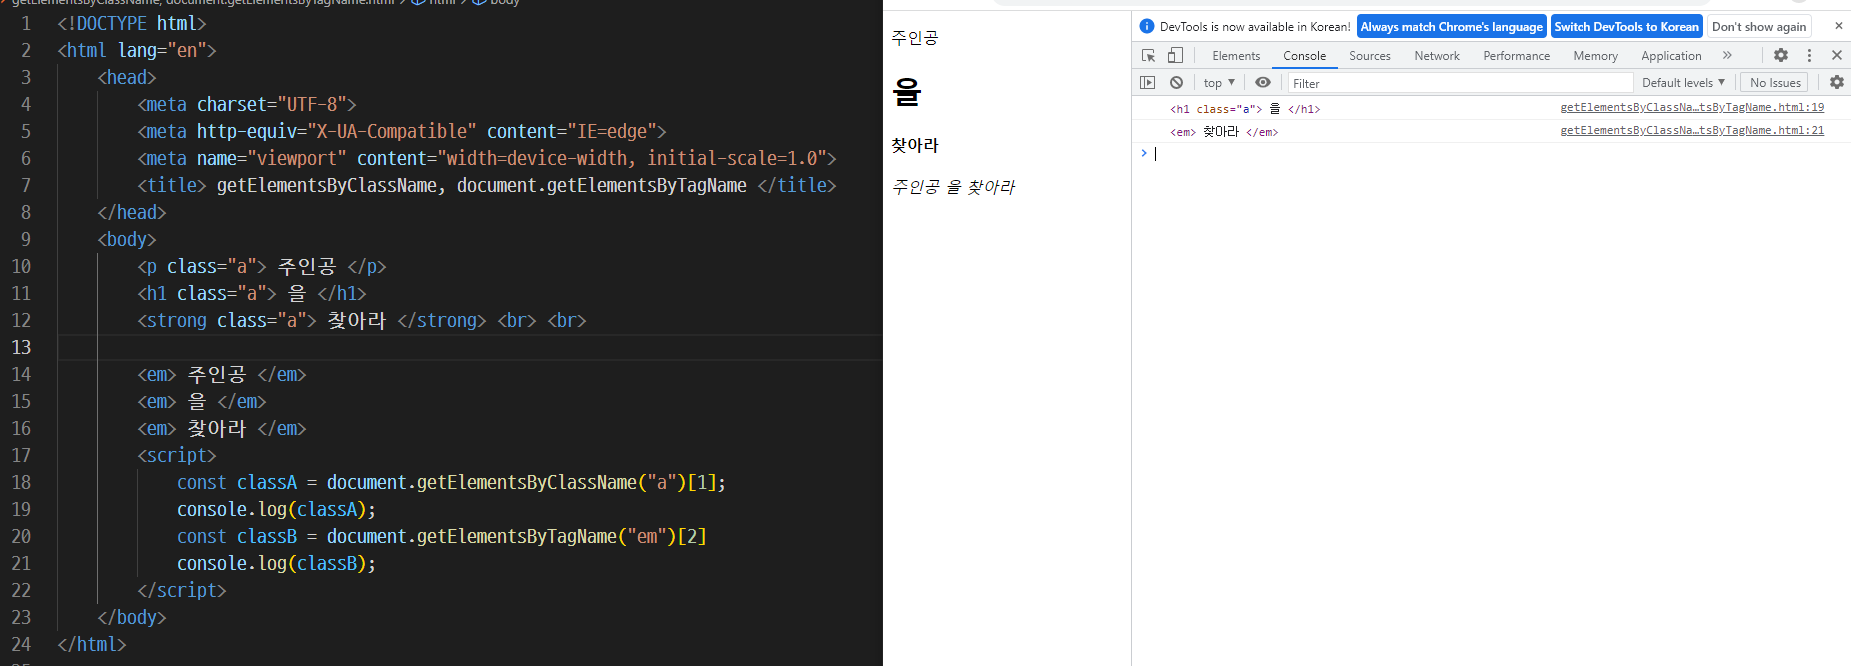 getElementsByClassName, document.getElementsByTagName.html > html > body
1 <!DOCTYPE html>
2 <html lang="en">
3 <head>
4 <meta charset="UTF-8">
5 <meta http-equiv="X-UA-Compatible" content="IE=edge">
6 <meta name="viewport" content="width=device-width, initial-scale=1.0">
7 <title> getElementsByClassName, document.getElementsByTagName </title>
8 </head>
9 <body>
10 <p class="a"> 주인공 </p>
11 <h1 class="a"> 을 </h1>
12 <strong class="a"> 찾아라 </strong> <br> <br>
13
14 <em> 주인공 </em>
15 <em> 을 </em>
16 <em> 찾아라 </em>
17 <script>
18 const classA = document.getElementsByClassName("a")[1];
19 console.log(classA);
20 const classB = document.getElementsByTagName("em")[2]
21 console.log(classB);
22 </script>
23 </body>
24 </html>
주인공
을
찾아라
주인공 을 찾아라
DevTools is now available in Korean! Always match Chrome's language Switch DevTools to Korean Don't show again ×
Elements Console Sources Network Performance Memory Application »
top ▼ Filter Default levels ▼ No Issues
<h1 class="a"> 을 </h1> getElementsByClassNa…tsByTagName.html:19
<em> 찾아라 </em> getElementsByClassNa…tsByTagName.html:21
>